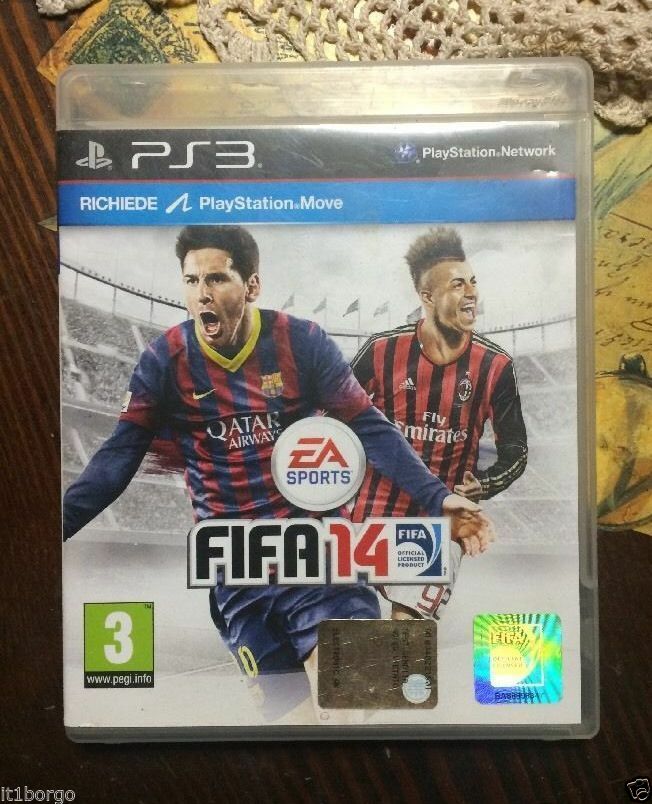 PS3
PlayStation®Network
RICHIEDE PlayStation®Move
QATAR
AIRWAYS
Fly
Emirates
EA
SPORTS
FIFA 14
FIFA
OFFICIAL
LICENSED
PRODUCT
3
www.pegi.info
FIFA
it1borgo